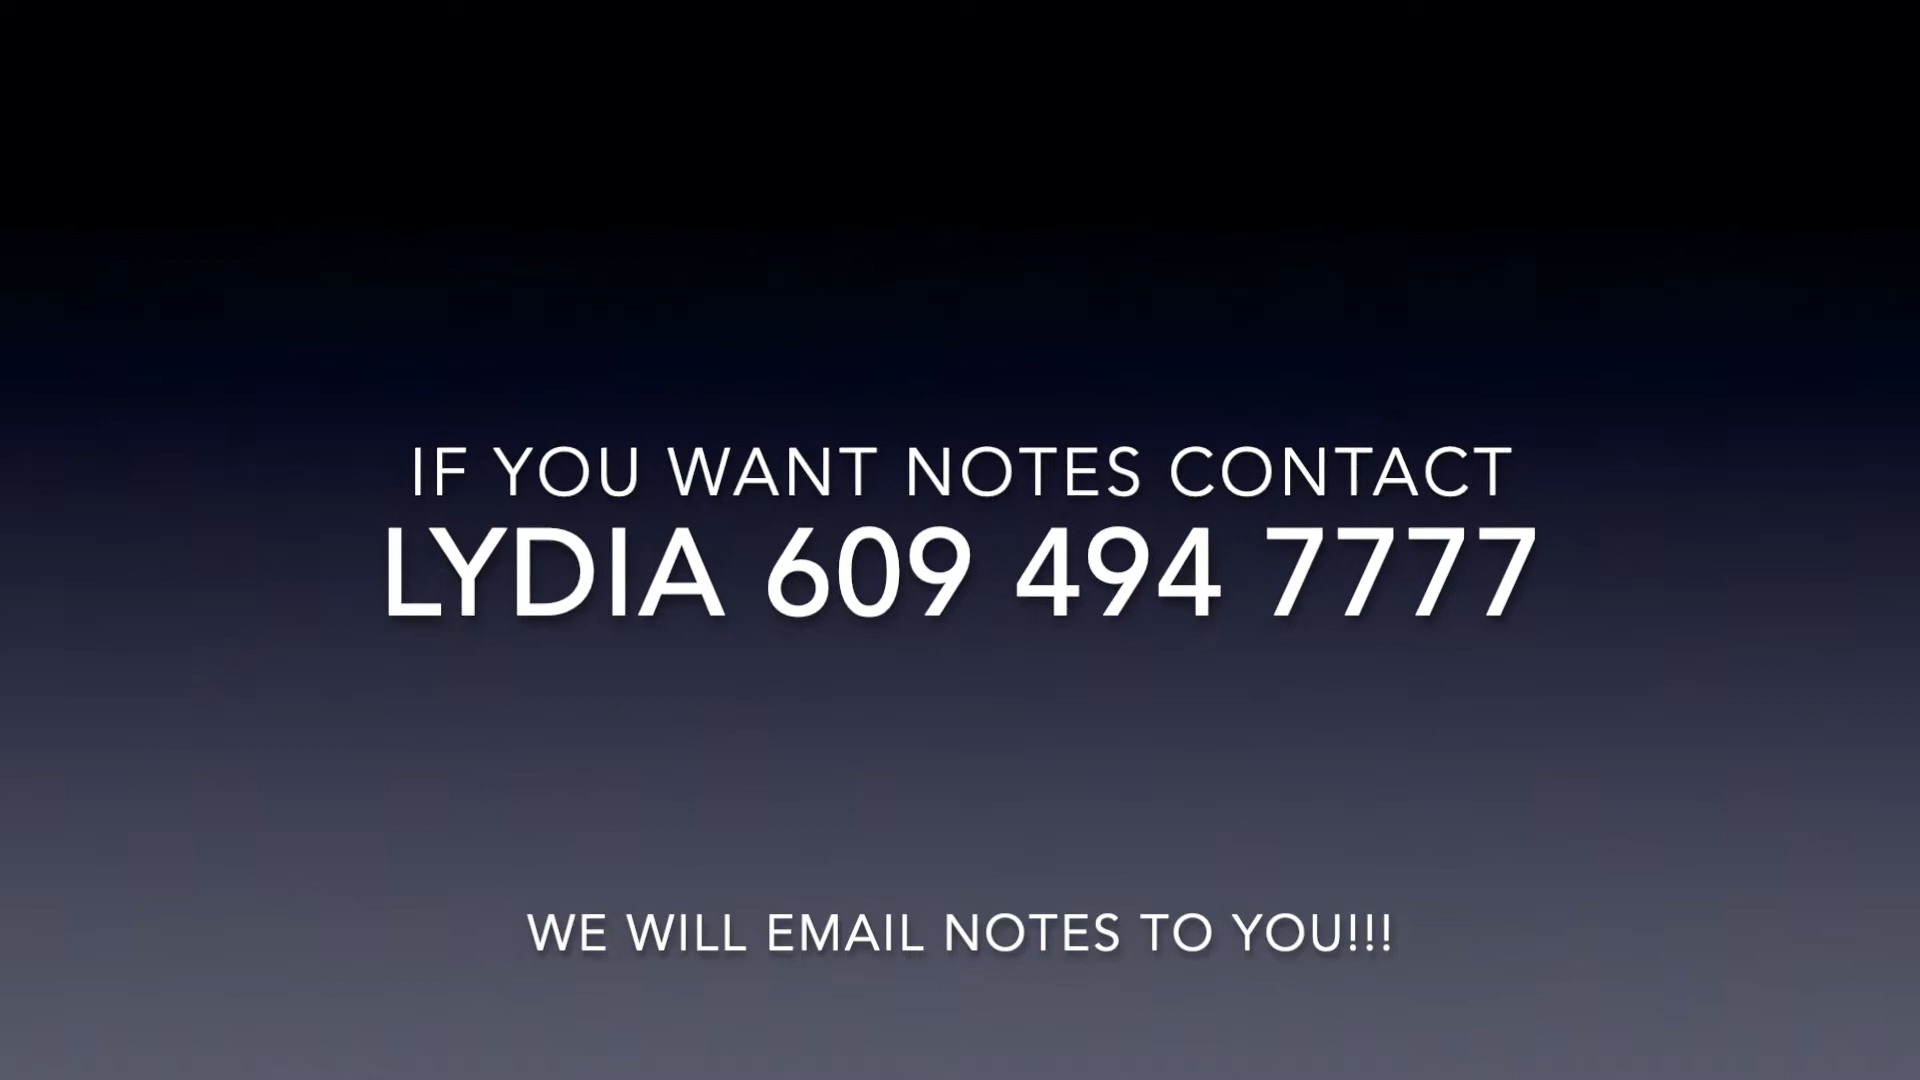 IF YOU WANT NOTES CONTACT
LYDIA 609 494 7777
WE WILL EMAIL NOTES TO YOU!!!